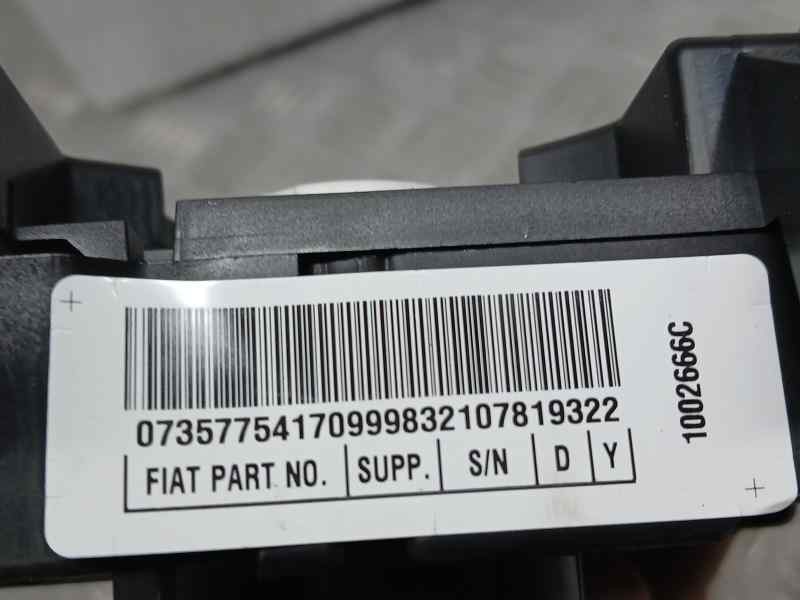 07357754170999832107819322
FIAT PART NO. SUPP. S/N D Y
1002666C